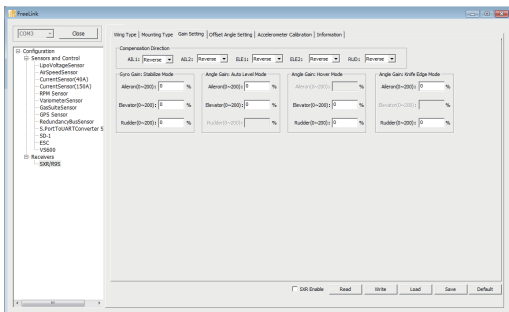 FreeLink
COM3 Close
Wing Type Mounting Type Gain Setting Offset Angle Setting Accelerometer Calibration Information
Compensation Direction
AIL1: Reverse AIL2: Reverse ELE1: Reverse ELE2: Reverse RUD: Reverse
Gyro Gain: Stabilize Mode Angle Gain: Auto Level Mode Angle Gain: Hover Mode Angle Gain: Knife Edge Mode
Aileron(0~200): 0 % Aileron(0~200): 0 % Aileron(0~200): % Aileron(0~200): 0 %
Elevator(0~200): 0 % Elevator(0~200): 0 % Elevator(0~200): 0 % Elevator(0~200): %
Rudder(0~200): 0 % Rudder(0~200): % Rudder(0~200): 0 % Rudder(0~200): 0 %
Configuration
Sensors and Control
LipoVoltageSensor
AirSpeedSensor
CurrentSensor(40A)
CurrentSensor(150A)
RPM Sensor
VariometerSensor
GasSuiteSensor
GPS Sensor
RedundancyBusSensor
S.PortToUARTConverter S
SD-1
ESC
VS600
Receivers
SXR/R9S
SXR Enable Read Write Load Save Default